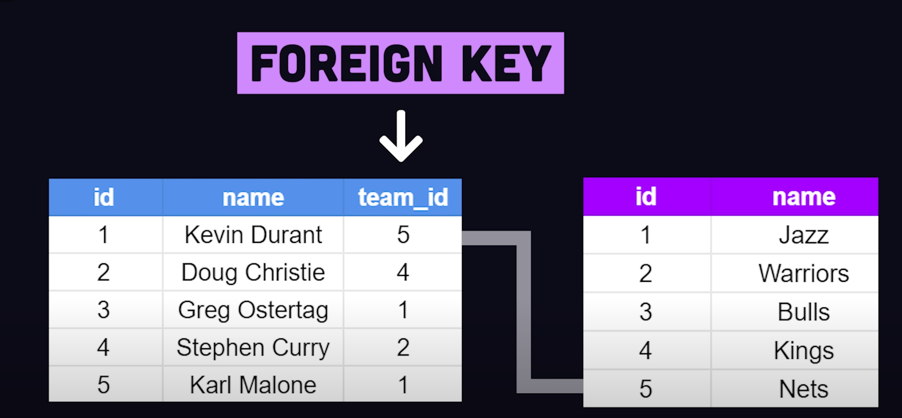 FOREIGN KEY
id name team_id
1 Kevin Durant 5
2 Doug Christie 4
3 Greg Ostertag 1
4 Stephen Curry 2
5 Karl Malone 1
id name
1 Jazz
2 Warriors
3 Bulls
4 Kings
5 Nets